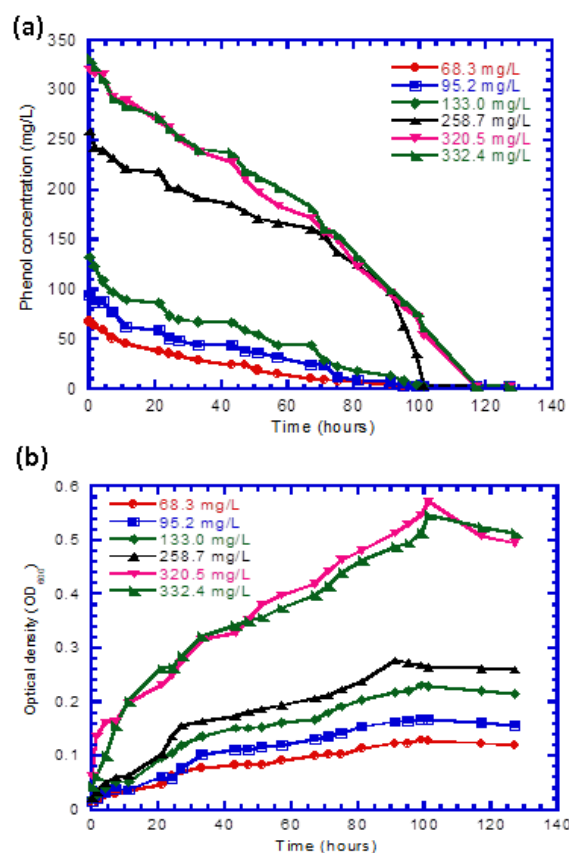 (a)
350
300
250
200
150
100
50
0
Phenol concentration (mg/L)
68.3 mg/L
95.2 mg/L
133.0 mg/L
258.7 mg/L
320.5 mg/L
332.4 mg/L
0 20 40 60 80 100 120 140
Time (hours)
(b)
0.6
0.5
0.4
0.3
0.2
0.1
0
Optical density (OD 600)
68.3 mg/L
95.2 mg/L
133.0 mg/L
258.7 mg/L
320.5 mg/L
332.4 mg/L
0 20 40 60 80 100 120 140
Time (hours)